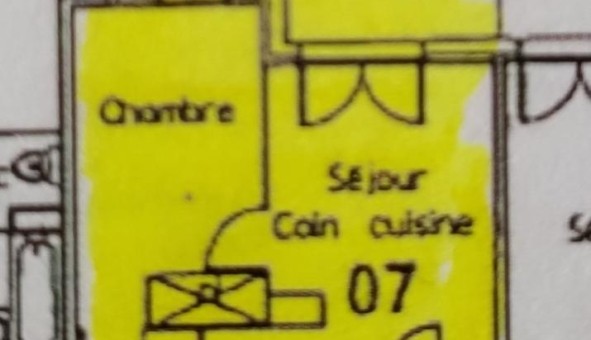 Chambre
Séjour
Coin cuisine
07